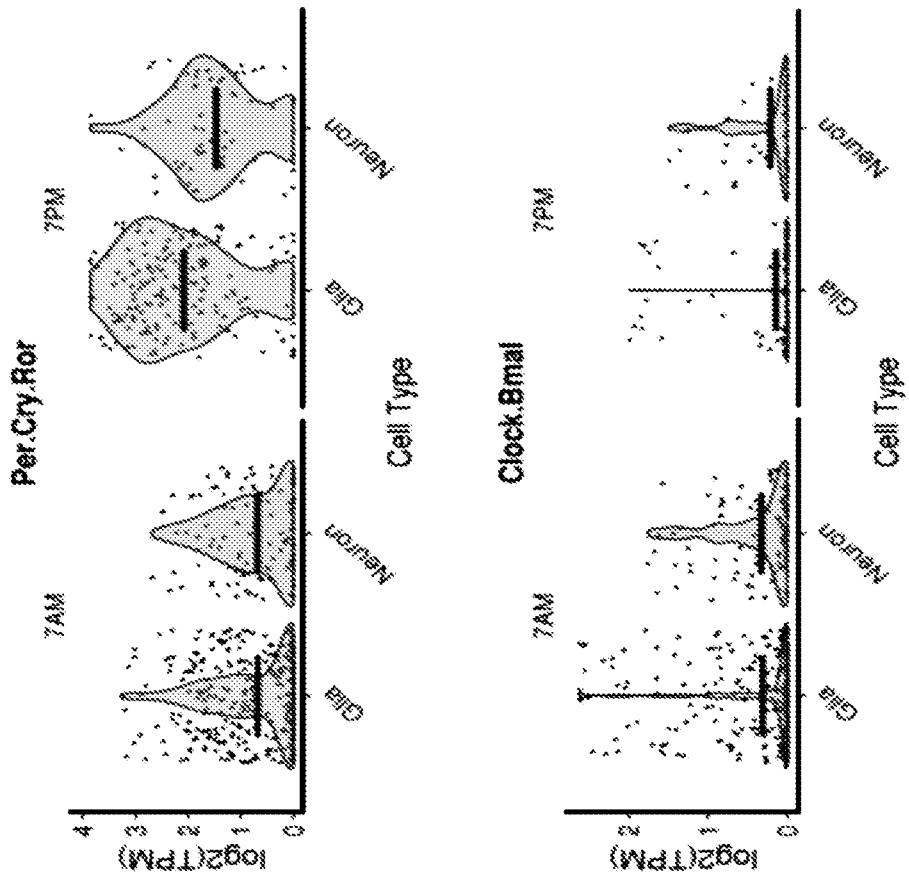 Per.Cry.Ror
7AM
7PM
log2(TPM)
4
3
2
1
0
Glia
Neuron
Glia
Neuron
Cell Type
Clock.Bmal
7AM
7PM
log2(TPM)
2
1
0
Glia
Neuron
Glia
Neuron
Cell Type